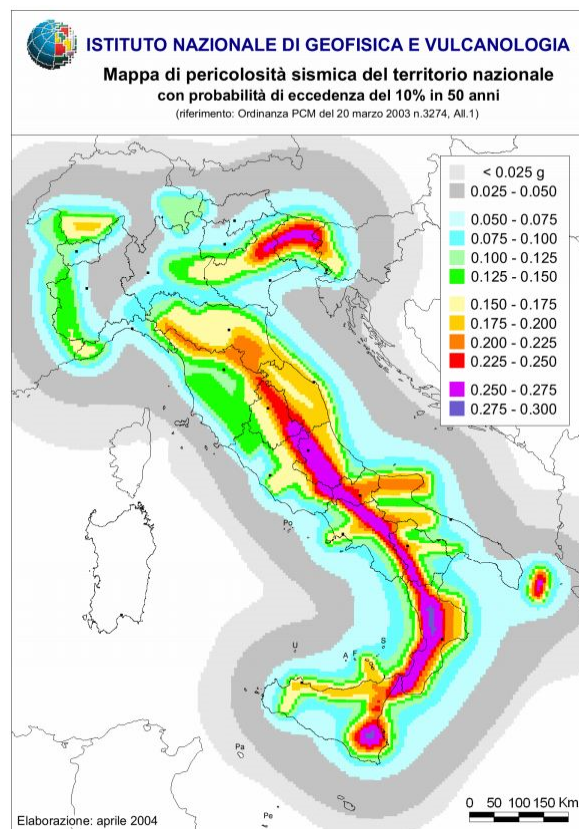 ISTITUTO NAZIONALE DI GEOFISICA E VULCANOLOGIA
Mappa di pericolosità sismica del territorio nazionale
con probabilità di eccedenza del 10% in 50 anni
(riferimento: Ordinanza PCM del 20 marzo 2003 n.3274, All.1)
< 0.025 g
0.025 - 0.050
0.050 - 0.075
0.075 - 0.100
0.100 - 0.125
0.125 - 0.150
0.150 - 0.175
0.175 - 0.200
0.200 - 0.225
0.225 - 0.250
0.250 - 0.275
0.275 - 0.300
Po
U
A F
S
Pa
Pe
0 50 100 150 Km
Elaborazione: aprile 2004